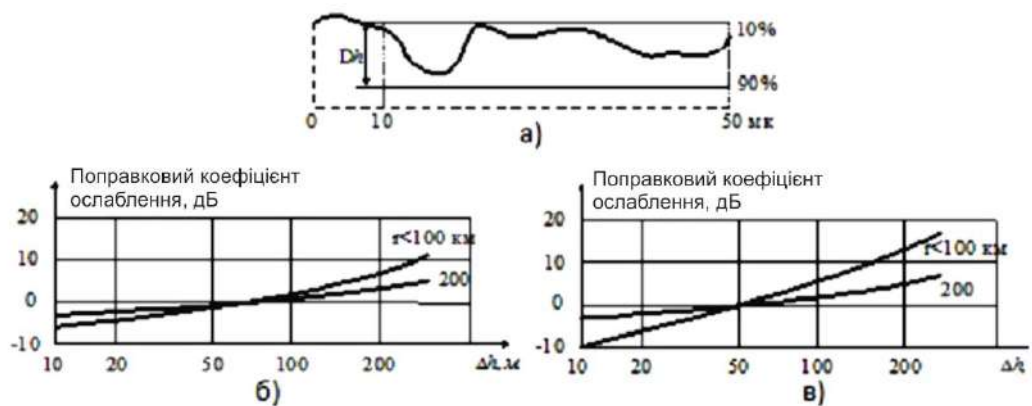 10%
Dh
90%
0 10 50 мк
а)
Поправковий коефіцієнт
ослаблення, дБ
20
r<100 км
10
200
0
-10
10 20 50 100 200 Δh,м
б)
Поправковий коефіцієнт
ослаблення, дБ
20
r<100 км
10
200
0
-10
10 20 50 100 200 Δh
в)